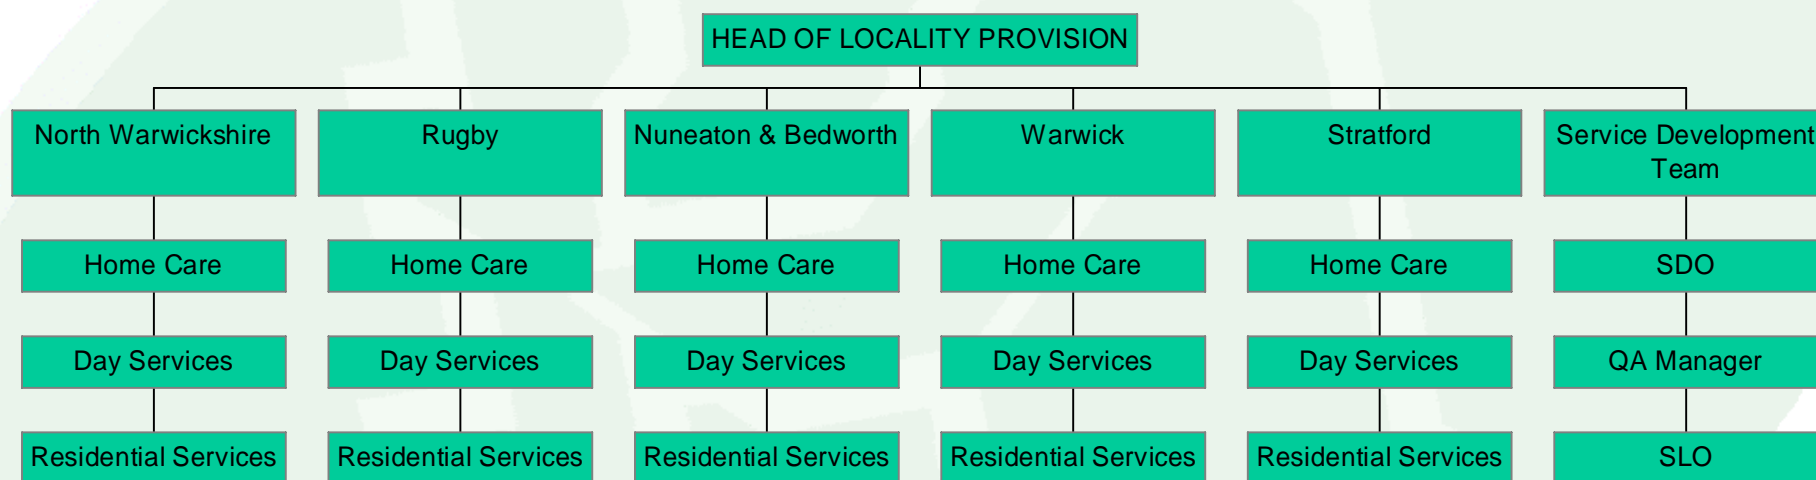 HEAD OF LOCALITY PROVISION
North Warwickshire
Rugby
Nuneaton & Bedworth
Warwick
Stratford
Service Development
Team
Home Care
Home Care
Home Care
Home Care
Home Care
SDO
Day Services
Day Services
Day Services
Day Services
Day Services
QA Manager
Residential Services
Residential Services
Residential Services
Residential Services
Residential Services
SLO